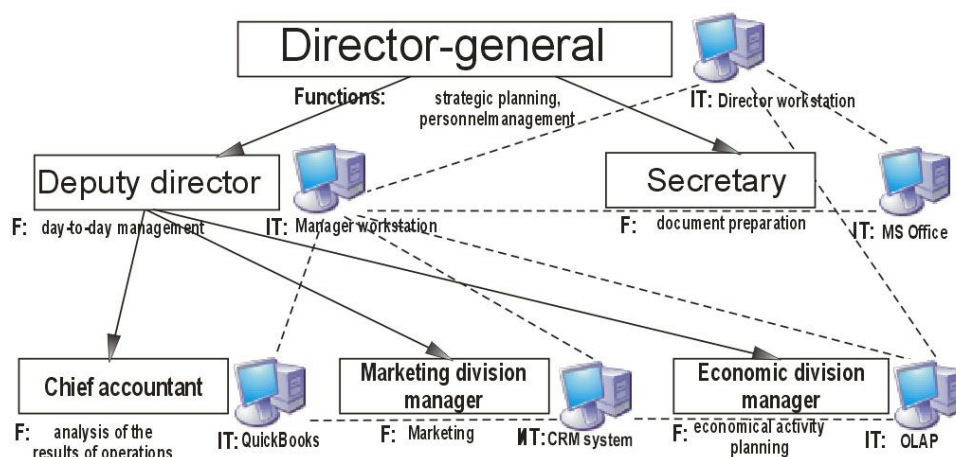 Director-general
Functions:
strategic planning,
personnelmanagement
IT: Director workstation
Deputy director
Secretary
F: day-to-day management
IT: Manager workstation
F: document preparation
IT: MS Office
Chief accountant
Marketing division
manager
Economic division
manager
F: analysis of the
results of operations
IT: QuickBooks
F: Marketing
ИТ: CRM system
F: economical activity
planning
IT: OLAP